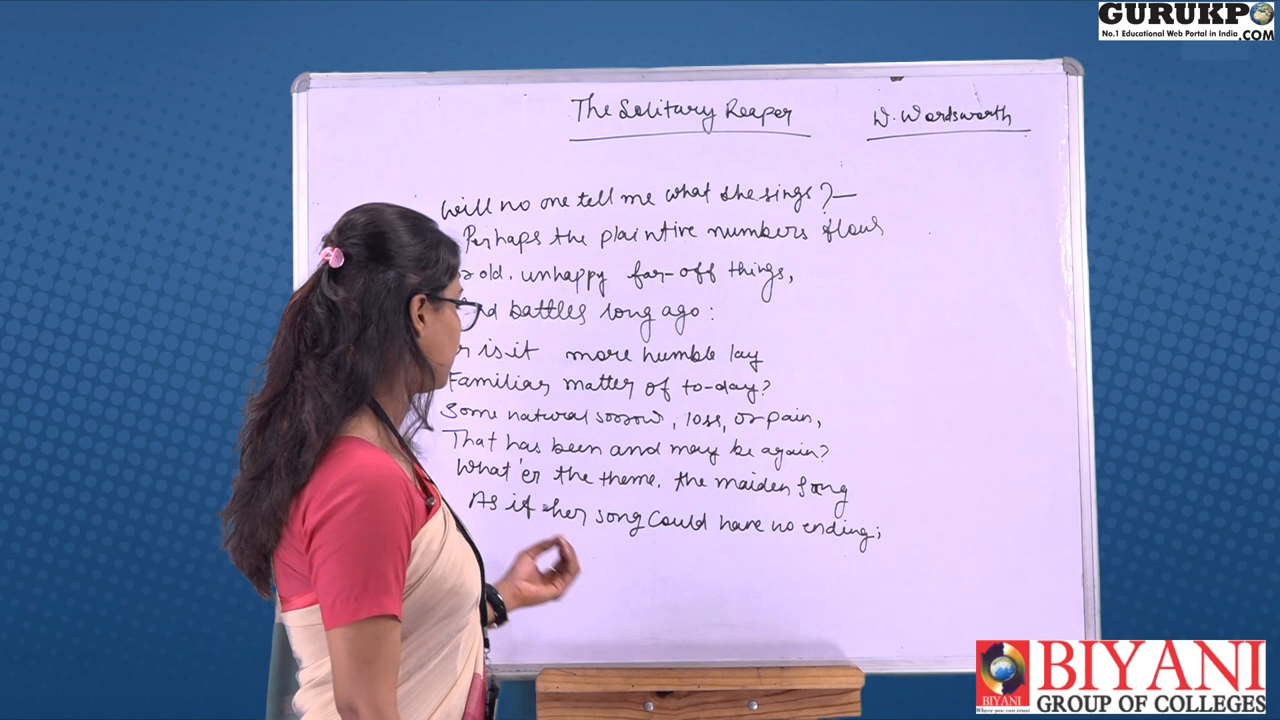 GURUKPO
No.1 Educational Web Portal in India .COM
The Solitary Reaper
W. Wordsworth
Will no one tell me what she sings?—
Perhaps the plaintive numbers flow
old, unhappy far-off things,
battles long ago:
is it more humble lay
Familiar matter of to-day?
Some natural sorrow, loss, or pain,
That has been and may be again?
What'er the theme, the maiden Sang
As if her song could have no ending;
BIYANI
GROUP OF COLLEGES
BIYANI